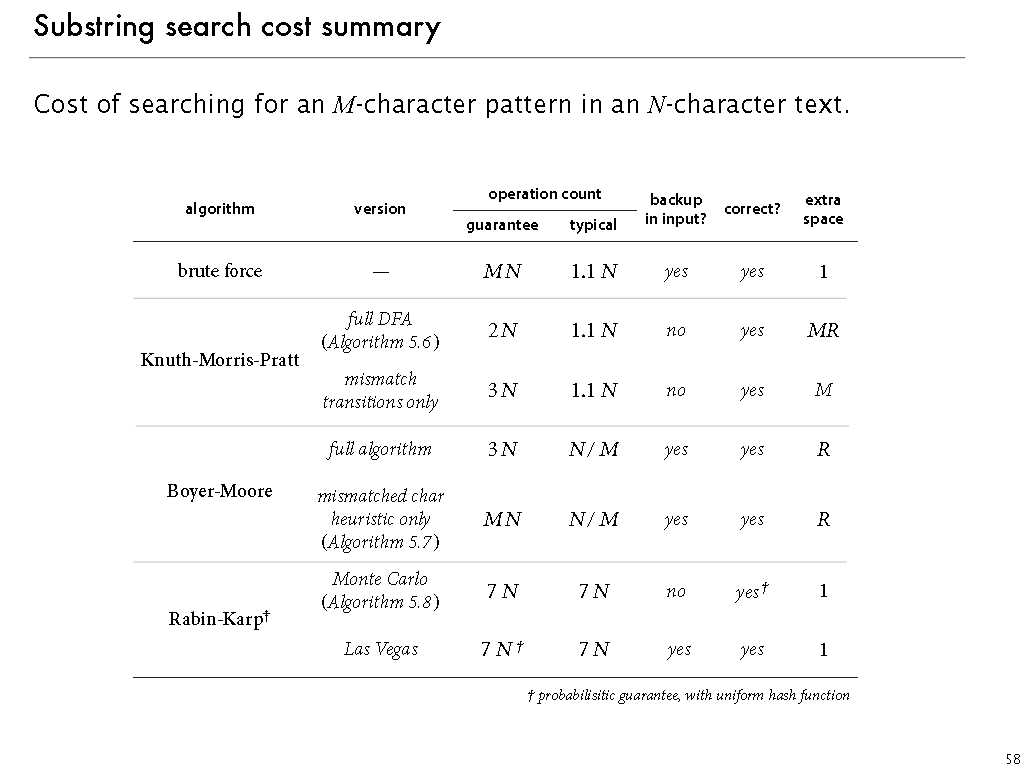 Substring search cost summary
Cost of searching for an M-character pattern in an N-character text.
algorithm version operation count backup in input? correct? extra space
guarantee typical
brute force — M N 1.1 N yes yes 1
Knuth-Morris-Pratt
full DFA
(Algorithm 5.6) 2 N 1.1 N no yes MR
mismatch
transitions only 3 N 1.1 N no yes M
Boyer-Moore
full algorithm 3 N N / M yes yes R
mismatched char
heuristic only
(Algorithm 5.7) M N N / M yes yes R
Rabin-Karp†
Monte Carlo
(Algorithm 5.8) 7 N 7 N no yes† 1
Las Vegas 7 N† 7 N yes yes 1
† probabilisitic guarantee, with uniform hash function
58